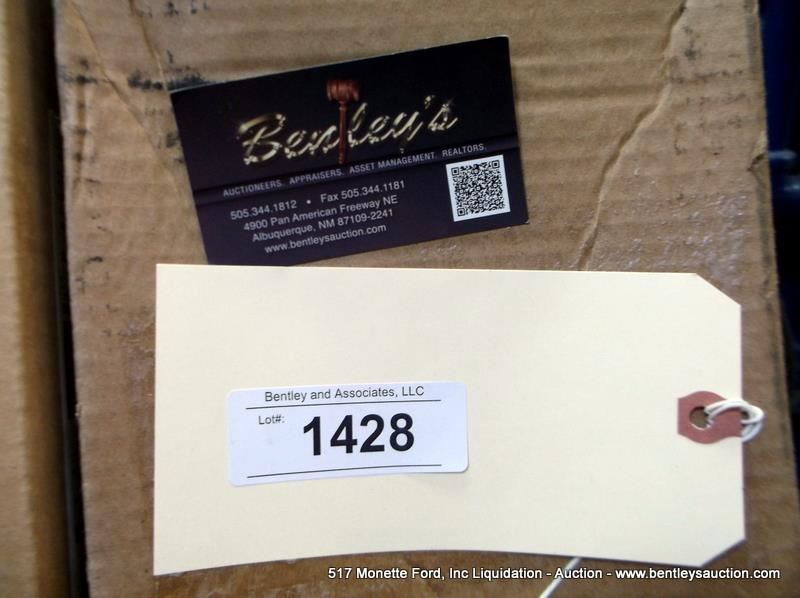 Bentley's
AUCTIONEERS. APPRAISERS. ASSET MANAGEMENT. REALTORS.
505.344.1812 • Fax 505.344.1181
4900 Pan American Freeway NE
Albuquerque, NM 87109-2241
www.bentleysauction.com
Bentley and Associates, LLC
Lot#: 1428
517 Monette Ford, Inc Liquidation - Auction - www.bentleysauction.com